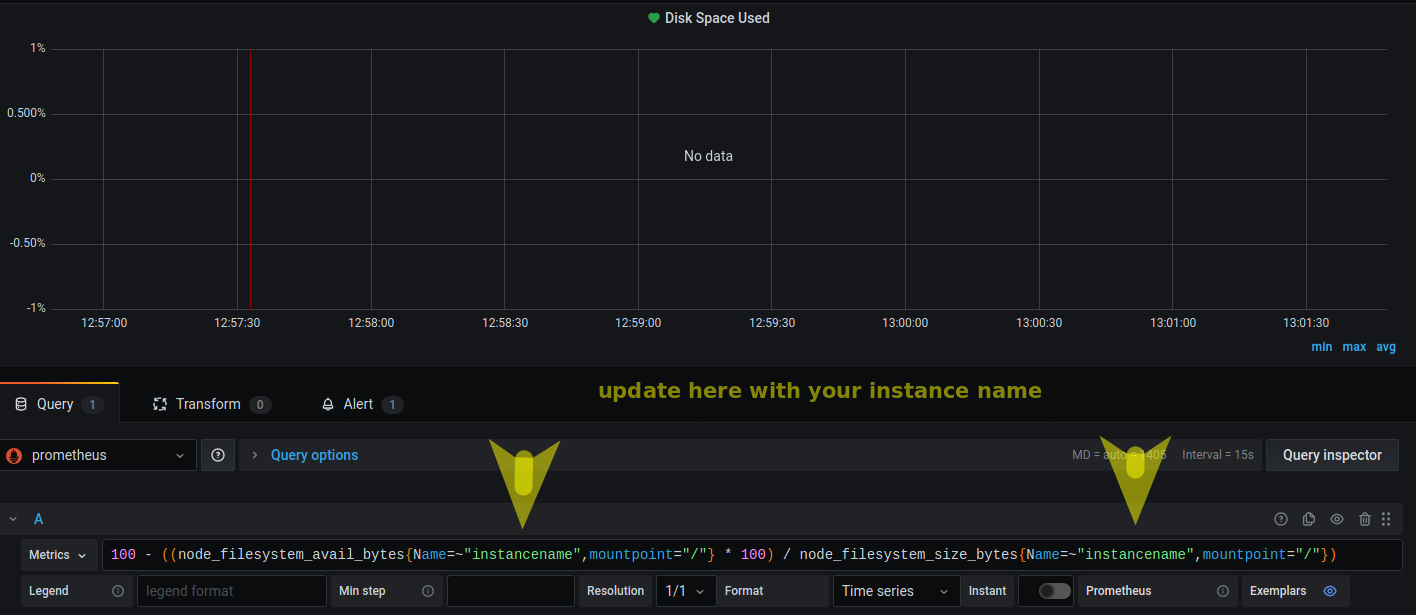 Disk Space Used
1%
0.500%
0%
-0.50%
-1%
No data
12:57:00 12:57:30 12:58:00 12:58:30 12:59:00 12:59:30 13:00:00 13:00:30 13:01:00 13:01:30
min max avg
Query 1 Transform 0 Alert 1
update here with your instance name
prometheus Query options MD = auto = 1405 Interval = 15s Query inspector
A
Metrics 100 - ((node_filesystem_avail_bytes{Name=~"instancename",mountpoint="/"} * 100) / node_filesystem_size_bytes{Name=~"instancename",mountpoint="/"})
Legend legend format Min step Resolution 1/1 Format Time series Instant Prometheus Exemplars